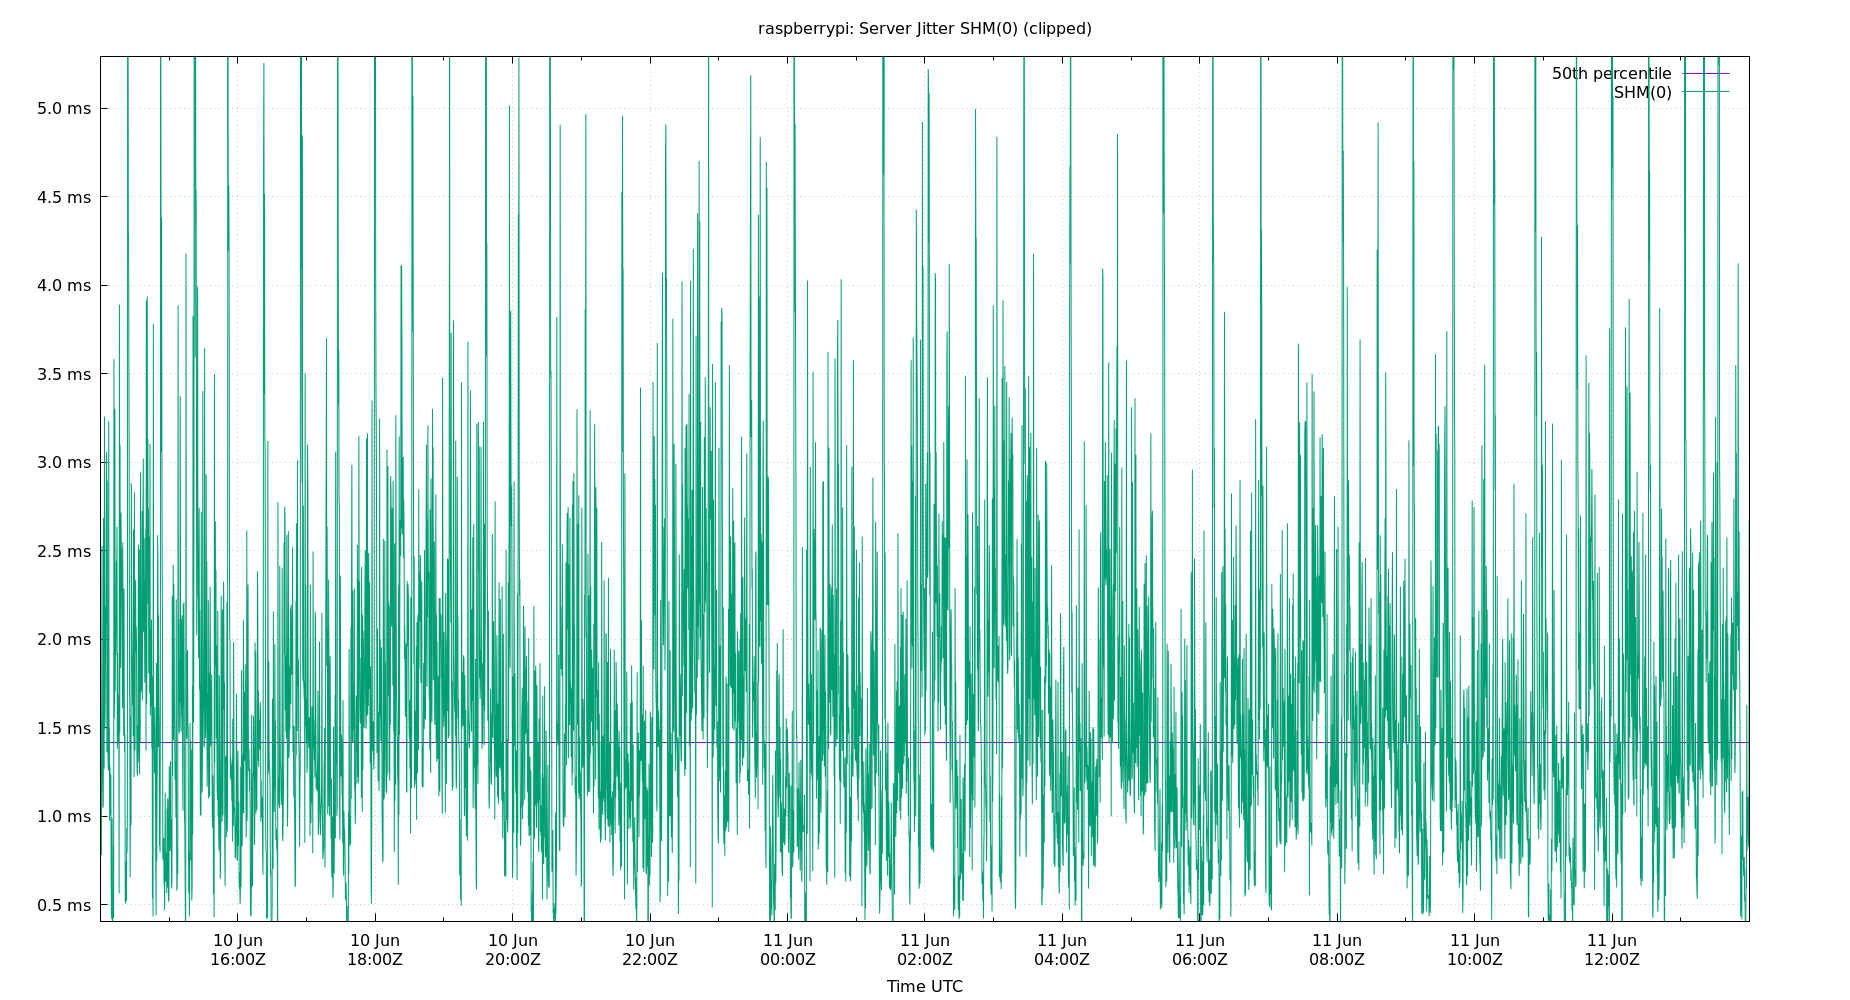 raspberrypi: Server Jitter SHM(0) (clipped)
50th percentile
SHM(0)
5.0 ms
4.5 ms
4.0 ms
3.5 ms
3.0 ms
2.5 ms
2.0 ms
1.5 ms
1.0 ms
0.5 ms
10 Jun 10 Jun 10 Jun 10 Jun 11 Jun 11 Jun 11 Jun 11 Jun 11 Jun 11 Jun 11 Jun
16:00Z 18:00Z 20:00Z 22:00Z 00:00Z 02:00Z 04:00Z 06:00Z 08:00Z 10:00Z 12:00Z
Time UTC